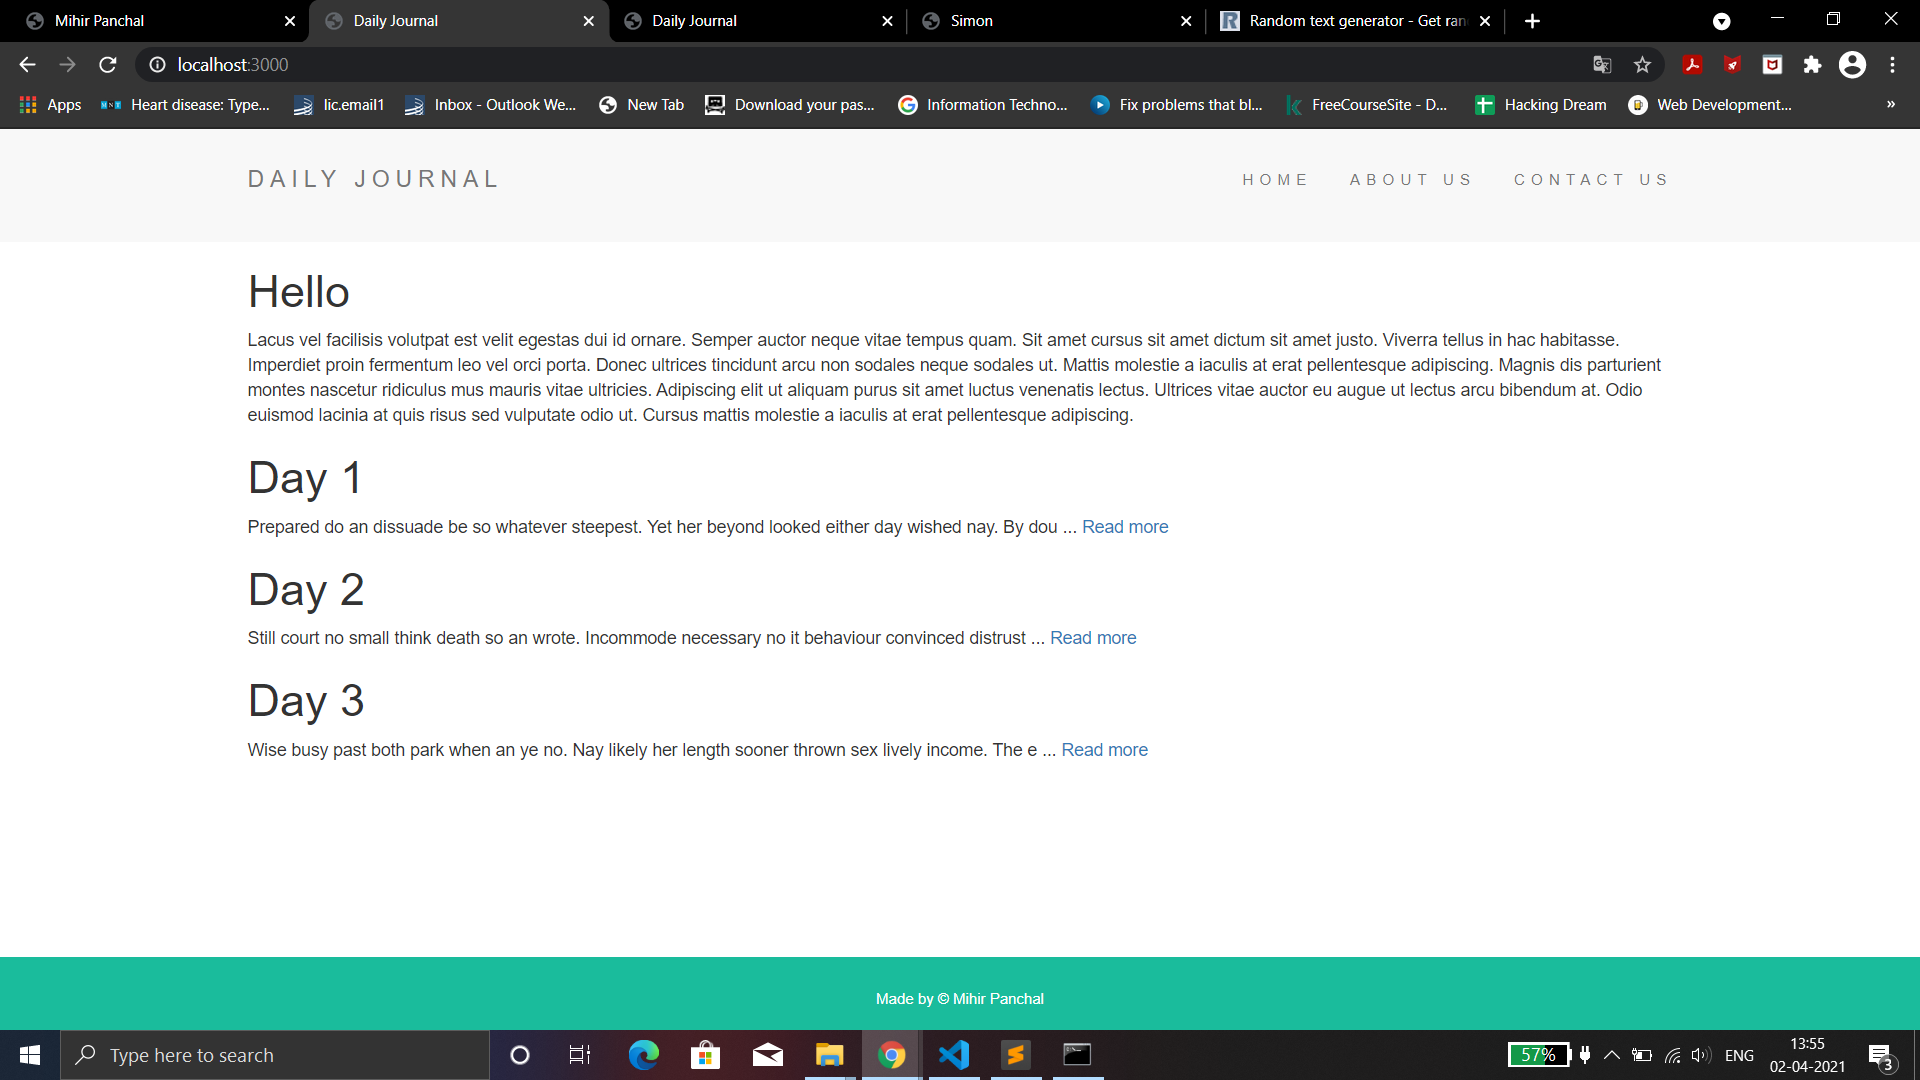 Mihir Panchal
Daily Journal
Daily Journal
Simon
Random text generator - Get ran
localhost:3000
Apps
HNT Heart disease: Type...
lic.email1
Inbox - Outlook We...
New Tab
Download your pas...
Information Techno...
Fix problems that bl...
FreeCourseSite - D...
Hacking Dream
Web Development...
»
DAILY JOURNAL
HOME
ABOUT US
CONTACT US
Hello
Lacus vel facilisis volutpat est velit egestas dui id ornare. Semper auctor neque vitae tempus quam. Sit amet cursus sit amet dictum sit amet justo. Viverra tellus in hac habitasse.
Imperdiet proin fermentum leo vel orci porta. Donec ultrices tincidunt arcu non sodales neque sodales ut. Mattis molestie a iaculis at erat pellentesque adipiscing. Magnis dis parturient
montes nascetur ridiculus mus mauris vitae ultricies. Adipiscing elit ut aliquam purus sit amet luctus venenatis lectus. Ultrices vitae auctor eu augue ut lectus arcu bibendum at. Odio
euismod lacinia at quis risus sed vulputate odio ut. Cursus mattis molestie a iaculis at erat pellentesque adipiscing.
Day 1
Prepared do an dissuade be so whatever steepest. Yet her beyond looked either day wished nay. By dou ... Read more
Day 2
Still court no small think death so an wrote. Incommode necessary no it behaviour convinced distrust ... Read more
Day 3
Wise busy past both park when an ye no. Nay likely her length sooner thrown sex lively income. The e ... Read more
Made by © Mihir Panchal
Type here to search
57%
ENG
13:55
02-04-2021
3